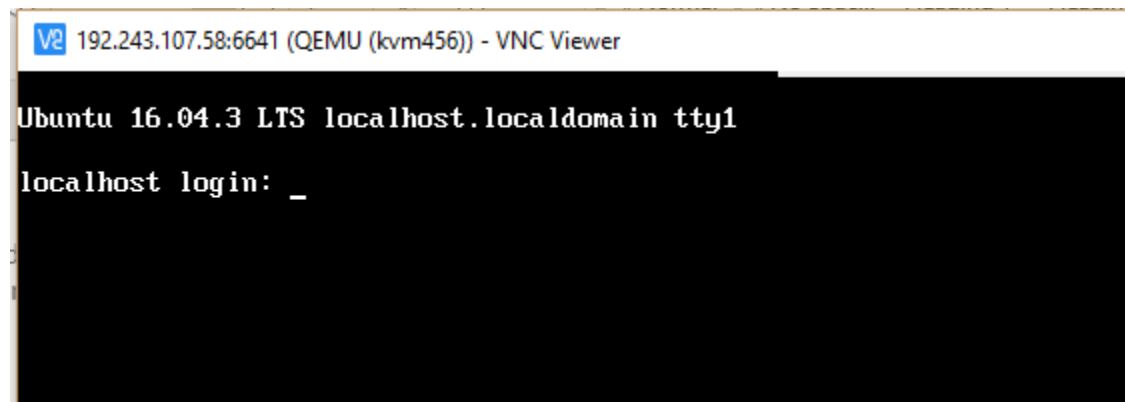 V2 192.243.107.58:6641 (QEMU (kvm456)) - VNC Viewer
Ubuntu 16.04.3 LTS localhost.localdomain tty1
localhost login: _